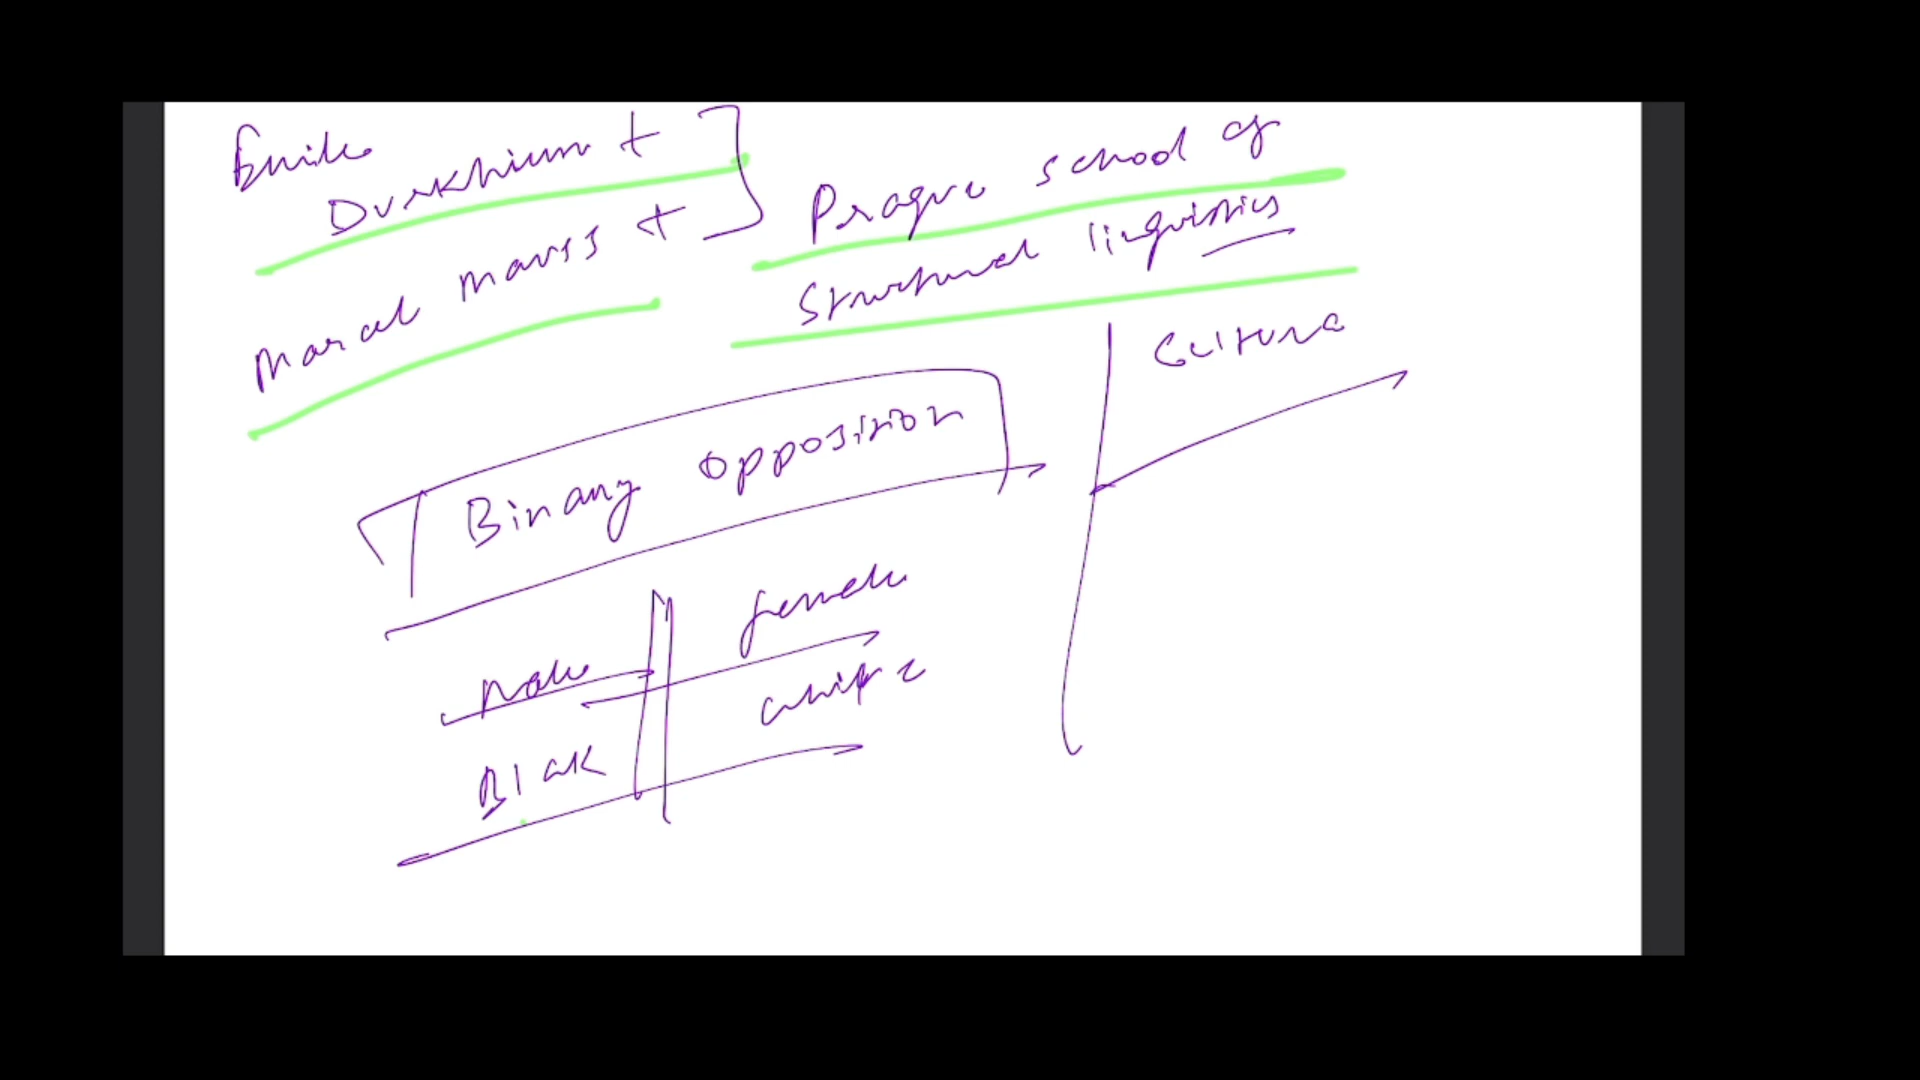 Emile
Durkhium +
Marcel mauss +
Prague school of
Structural linguistics
Culture
Binary opposition
Male female
Black white